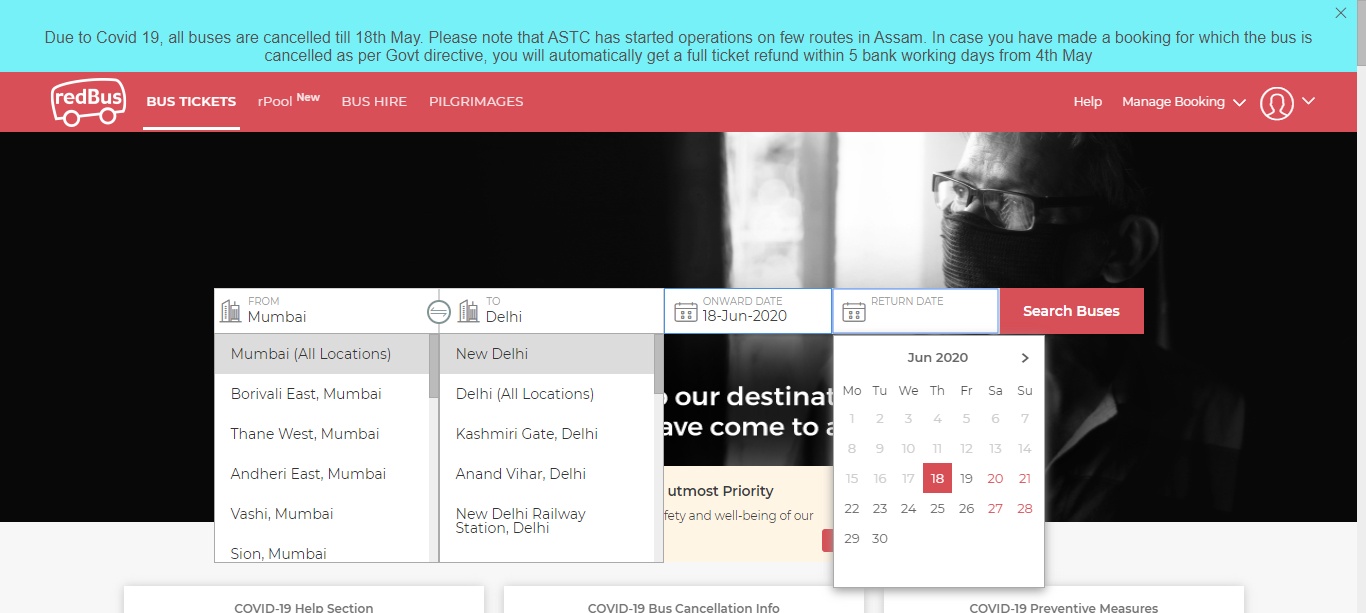 Due to Covid 19, all buses are cancelled till 18th May. Please note that ASTC has started operations on few routes in Assam. In case you have made a booking for which the bus is
cancelled as per Govt directive, you will automatically get a full ticket refund within 5 bank working days from 4th May
redBus BUS TICKETS rPool New BUS HIRE PILGRIMAGES Help Manage Booking
FROM
Mumbai
TO
Delhi
ONWARD DATE
18-Jun-2020
RETURN DATE
Search Buses
Mumbai (All Locations)
Borivali East, Mumbai
Thane West, Mumbai
Andheri East, Mumbai
Vashi, Mumbai
Sion, Mumbai
New Delhi
Delhi (All Locations)
Kashmiri Gate, Delhi
Anand Vihar, Delhi
New Delhi Railway
Station, Delhi
our destinat
ave come to a
utmost Priority
fety and well-being of our
Jun 2020
Mo Tu We Th Fr Sa Su
1 2 3 4 5 6 7
8 9 10 11 12 13 14
15 16 17 18 19 20 21
22 23 24 25 26 27 28
29 30
COVID-19 Help Section
COVID-19 Bus Cancellation Info
COVID-19 Preventive Measures